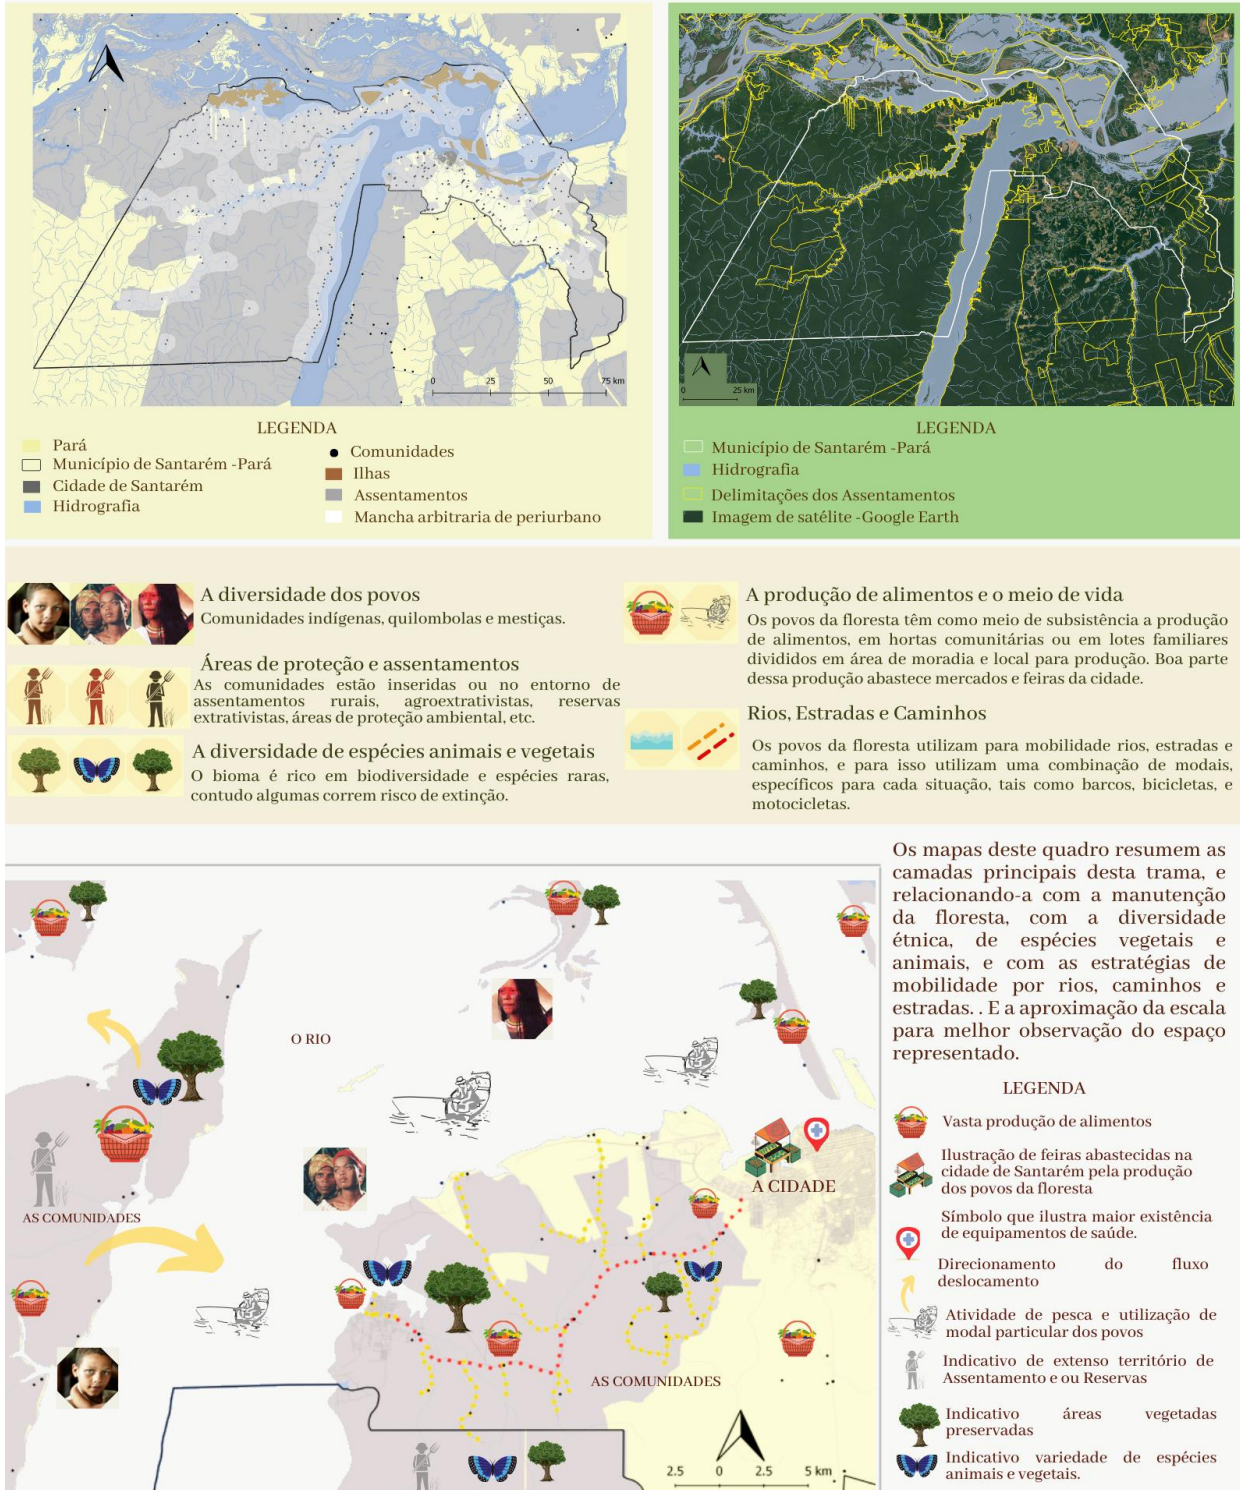 0 25 50 75 km
0 25 km
LEGENDA
Pará
Município de Santarém -Pará
Cidade de Santarém
Hidrografia
Comunidades
Ilhas
Assentamentos
Mancha arbitraria de periurbano
LEGENDA
Município de Santarém -Pará
Hidrografia
Delimitações dos Assentamentos
Imagem de satélite -Google Earth
A diversidade dos povos
Comunidades indígenas, quilombolas e mestiças.
Áreas de proteção e assentamentos
As comunidades estão inseridas ou no entorno de
assentamentos rurais, agroextrativistas, reservas
extrativistas, áreas de proteção ambiental, etc.
A diversidade de espécies animais e vegetais
O bioma é rico em biodiversidade e espécies raras,
contudo algumas correm risco de extinção.
A produção de alimentos e o meio de vida
Os povos da floresta têm como meio de subsistência a produção
de alimentos, em hortas comunitárias ou em lotes familiares
divididos em área de moradia e local para produção. Boa parte
dessa produção abastece mercados e feiras da cidade.
Rios, Estradas e Caminhos
Os povos da floresta utilizam para mobilidade rios, estradas e
caminhos, e para isso utilizam uma combinação de modais,
específicos para cada situação, tais como barcos, bicicletas, e
motocicletas.
Os mapas deste quadro resumem as
camadas principais desta trama, e
relacionando-a com a manutenção
da floresta, com a diversidade
étnica, de espécies vegetais e
animais, e com as estratégias de
mobilidade por rios, caminhos e
estradas. . E a aproximação da escala
para melhor observação do espaço
representado.
O RIO
A CIDADE
AS COMUNIDADES
AS COMUNIDADES
2.5 0 2.5 5 km
LEGENDA
Vasta produção de alimentos
Ilustração de feiras abastecidas na
cidade de Santarém pela produção
dos povos da floresta
Símbolo que ilustra maior existência
de equipamentos de saúde.
Direcionamento do fluxo
deslocamento
Atividade de pesca e utilização de
modal particular dos povos
Indicativo de extenso território de
Assentamento e ou Reservas
Indicativo áreas vegetadas
preservadas
Indicativo variedade de espécies
animais e vegetais.